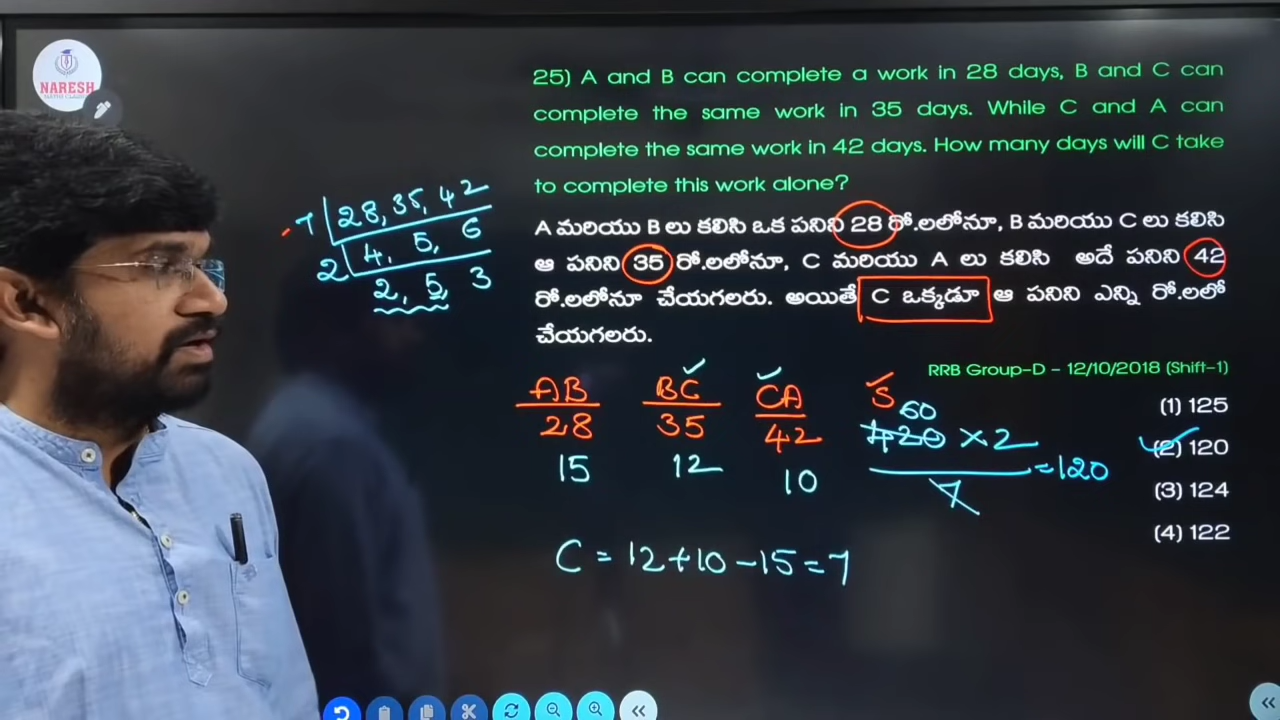 NARESH
25) A and B can complete a work in 28 days, B and C can
complete the same work in 35 days. While C and A can
complete the same work in 42 days. How many days will C take
to complete this work alone?
A మరియు B లు కలిసి ఒక పనిని 28 రో.లలోనూ, B మరియు C లు కలిసి
ఆ పనిని 35 రో.లలోనూ, C మరియు A లు కలిసి అదే పనిని 42
రో.లలోనూ చేయగలరు. అయితే C ఒక్కడూ ఆ పనిని ఎన్ని రో.లలో
చేయగలరు.
RRB Group-D - 12/10/2018 (Shift-1)
(1) 125
(2) 120
(3) 124
(4) 122
7 28, 35, 42
2 4, 5, 6
2, 5, 3
AB BC CA
28 35 42
15 12 10
60
420 × 2
7
=120
C = 12+10-15=7